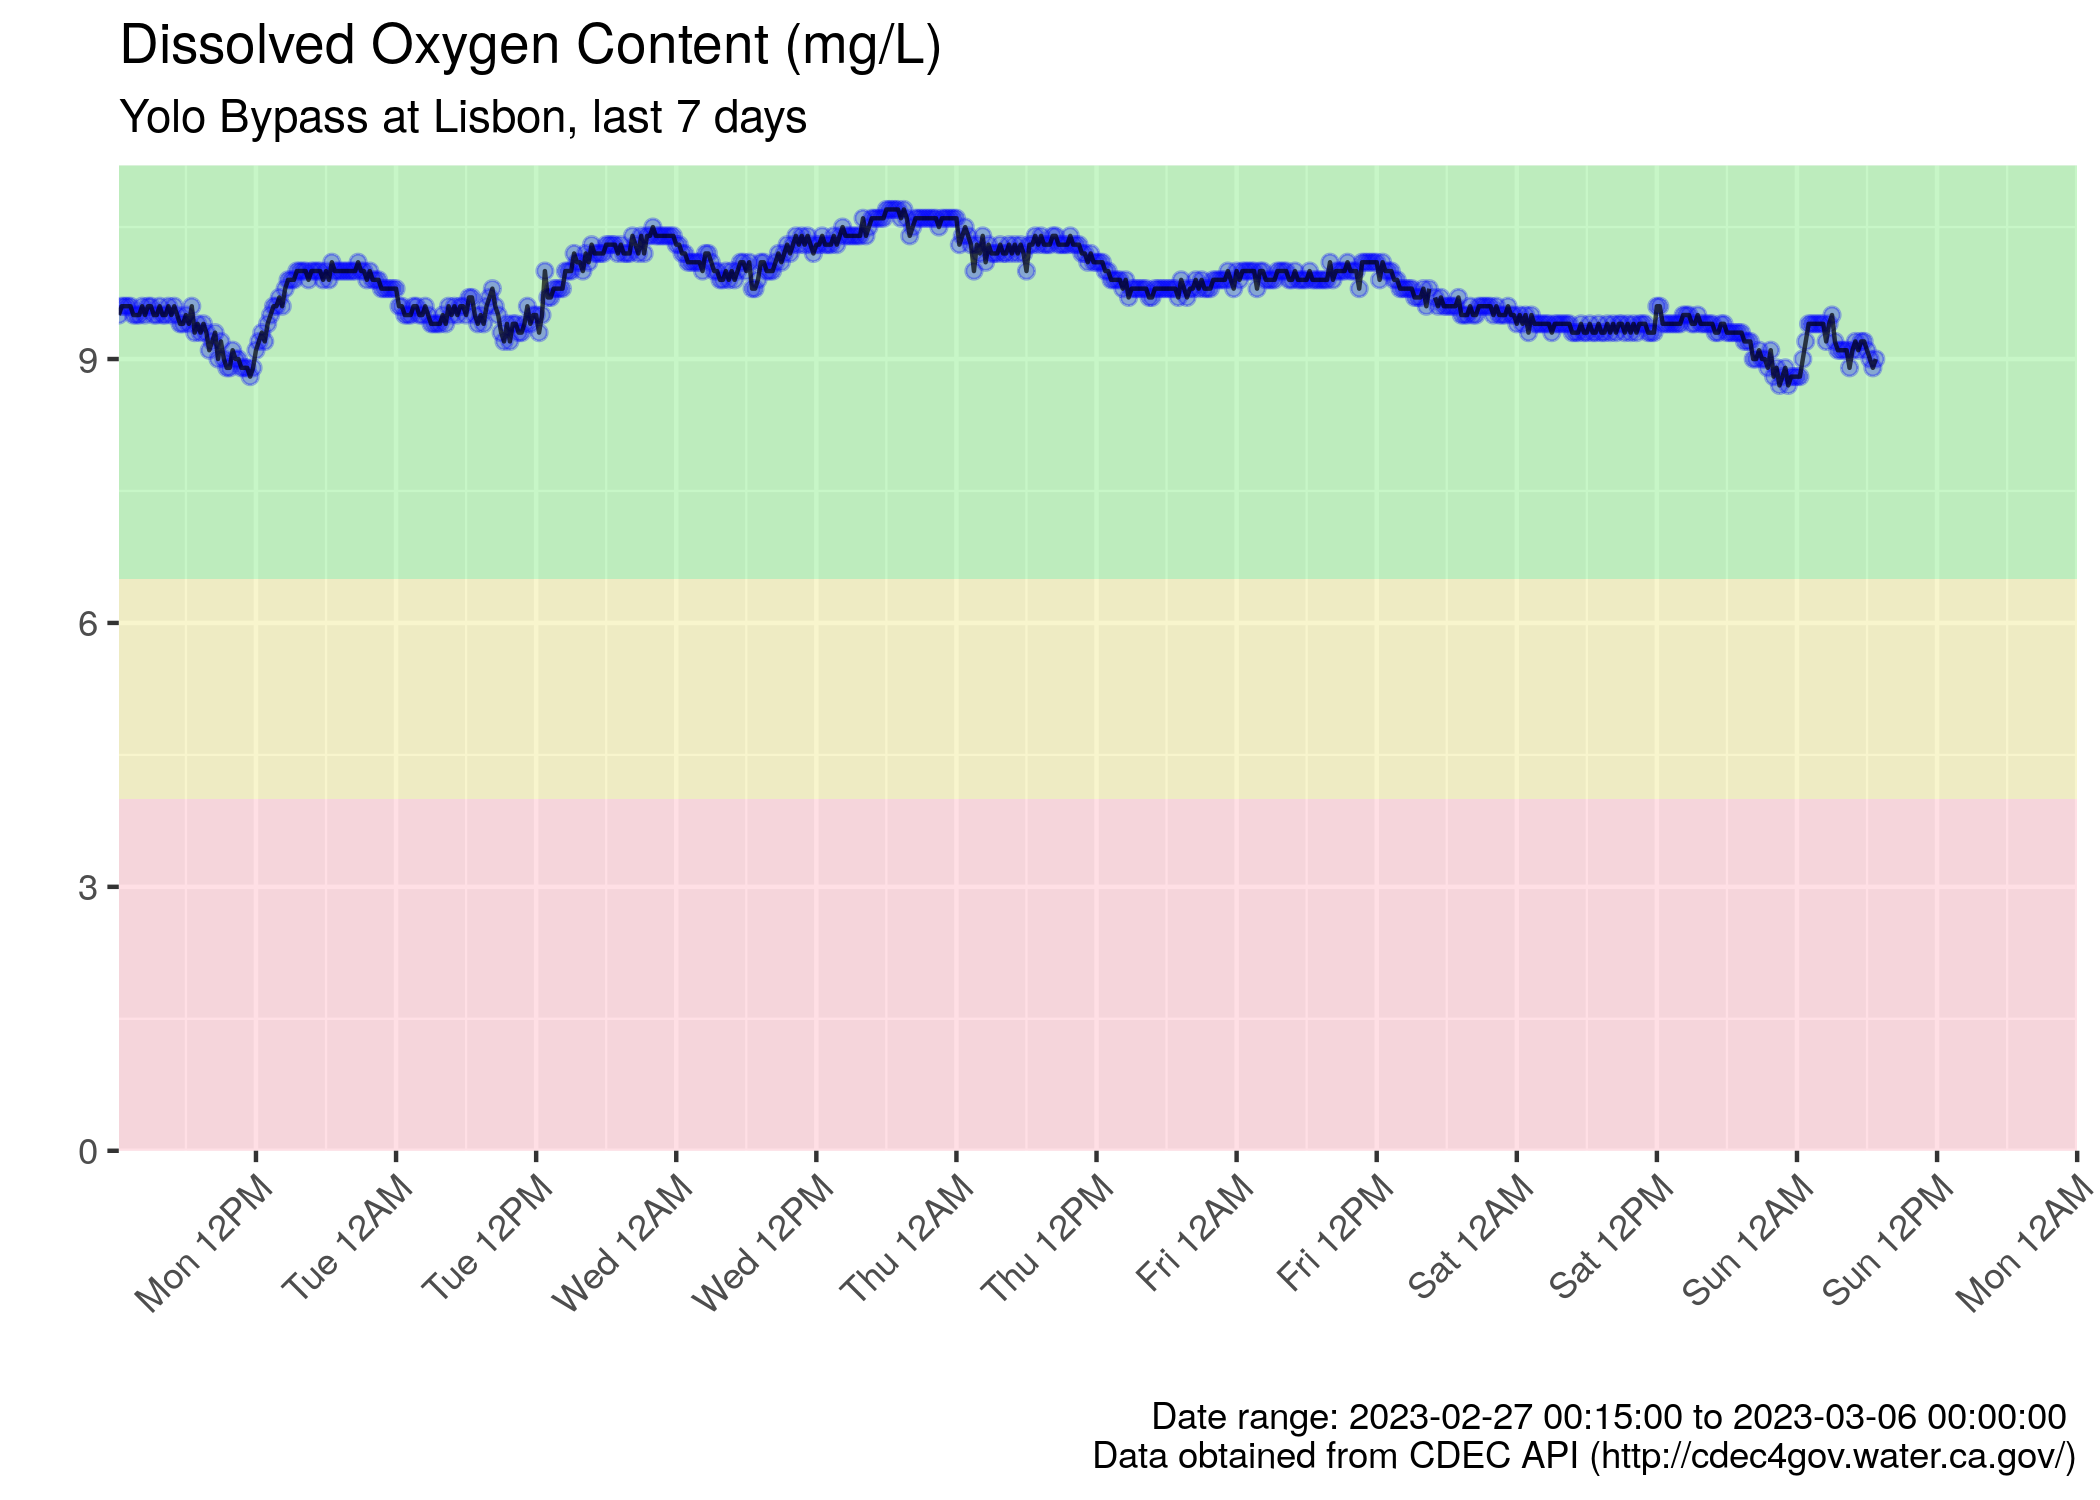 Dissolved Oxygen Content (mg/L)
Yolo Bypass at Lisbon, last 7 days
9
6
3
0
Mon 12PM
Tue 12AM
Tue 12PM
Wed 12AM
Wed 12PM
Thu 12AM
Thu 12PM
Fri 12AM
Fri 12PM
Sat 12AM
Sat 12PM
Sun 12AM
Sun 12PM
Mon 12AM
Date range: 2023-02-27 00:15:00 to 2023-03-06 00:00:00
Data obtained from CDEC API (http://cdec4gov.water.ca.gov/)